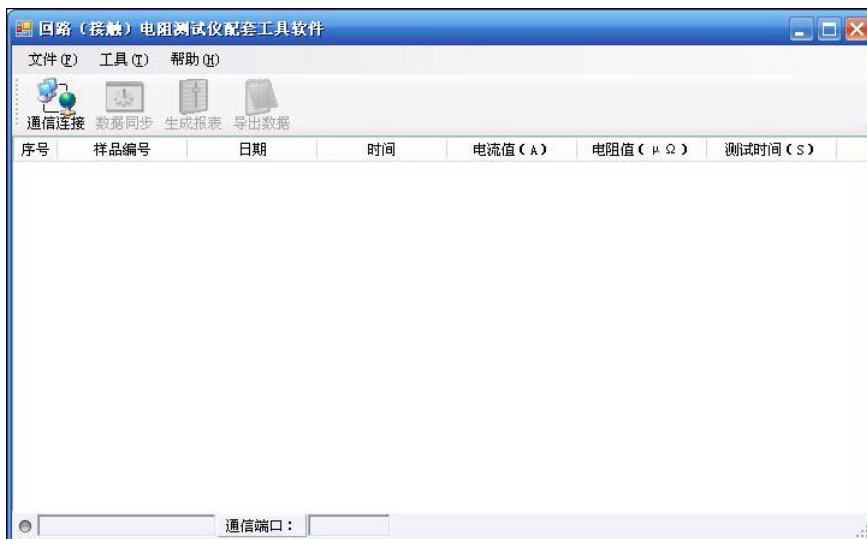 回路（接触）电阻测试仪配套工具软件
文件(F) 工具(T) 帮助(H)
通信连接 数据同步 生成报表 导出数据
序号 样品编号 日期 时间 电流值(A) 电阻值(μΩ) 测试时间(S)
通信端口：